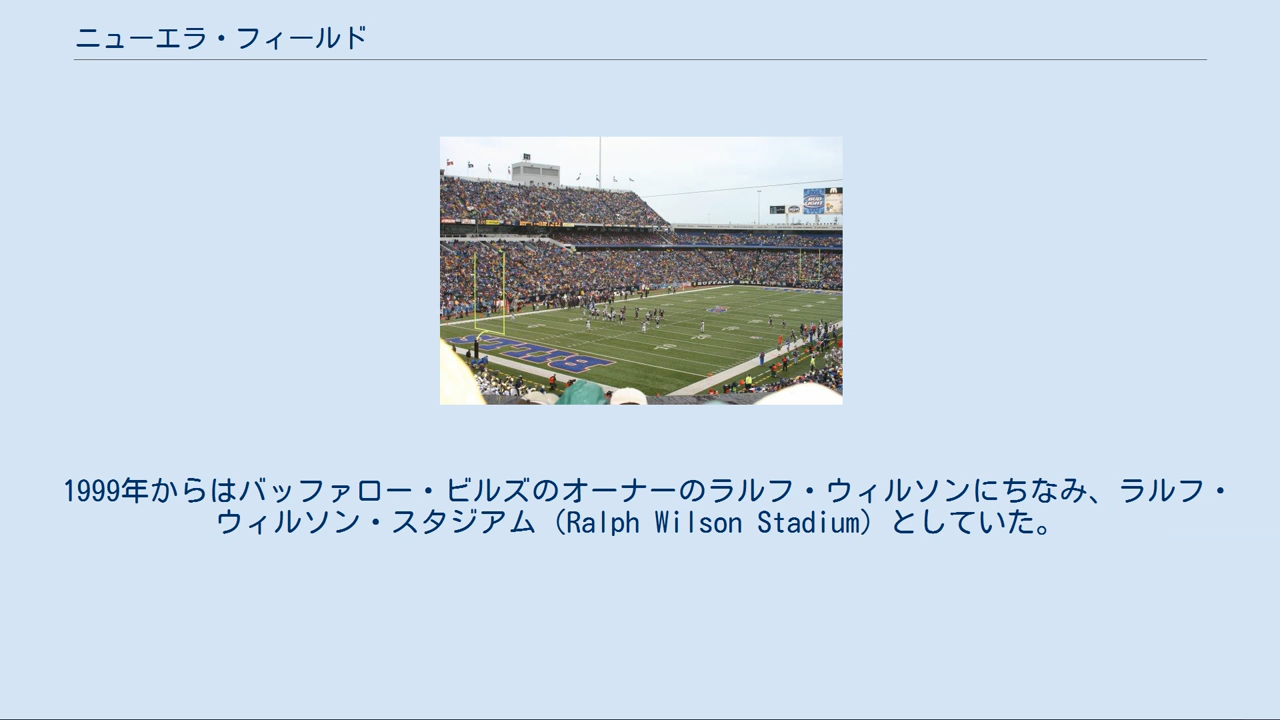 ニューエラ・フィールド
BUD
LIGHT
BILLS
1999年からはバッファロー・ビルズのオーナーのラルフ・ウィルソンにちなみ、ラルフ・
ウィルソン・スタジアム (Ralph Wilson Stadium) としていた。